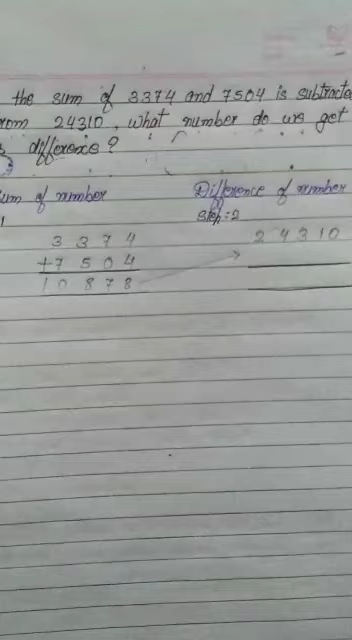 the sum of 3374 and 7504 is subtracte
rom 24310, what number do we get
difference?
um of number
Difference of number
Step:2
3 3 7 4
2 4 3 1 0
+7 5 0 4
1 0 8 7 8